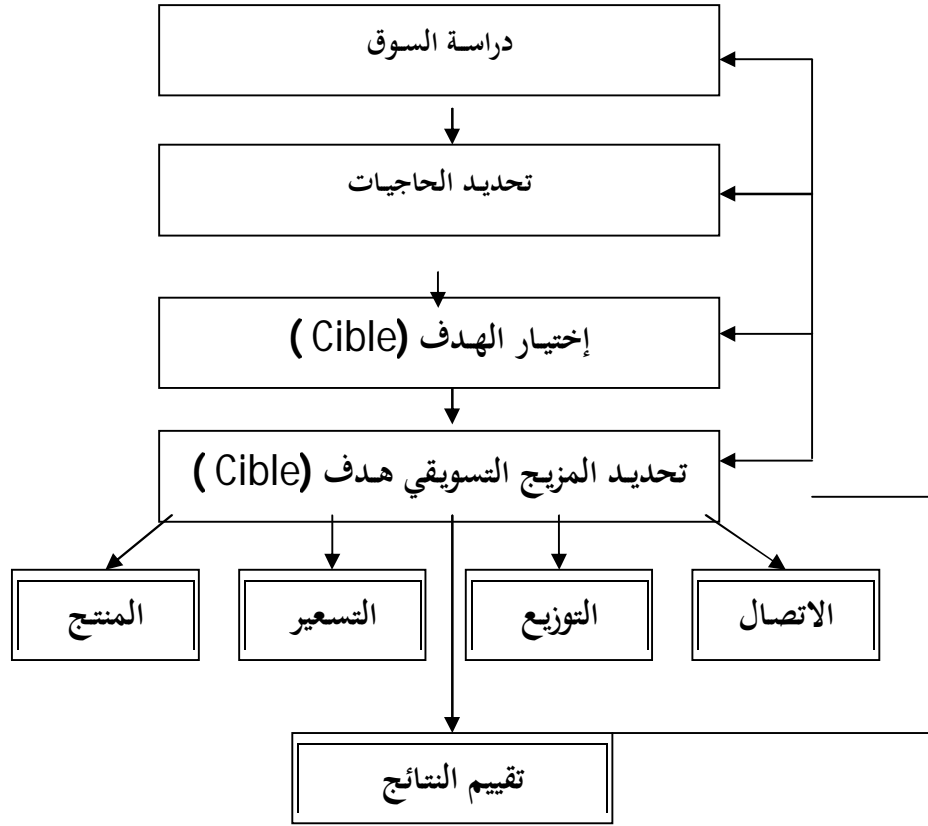 دراسة السوق
تحديد الحاجيات
إختيار الهدف (Cible )
تحديد المزيج التسويقي هدف (Cible )
الاتصال
التوزيع
التسعير
المنتج
تقييم النتائج